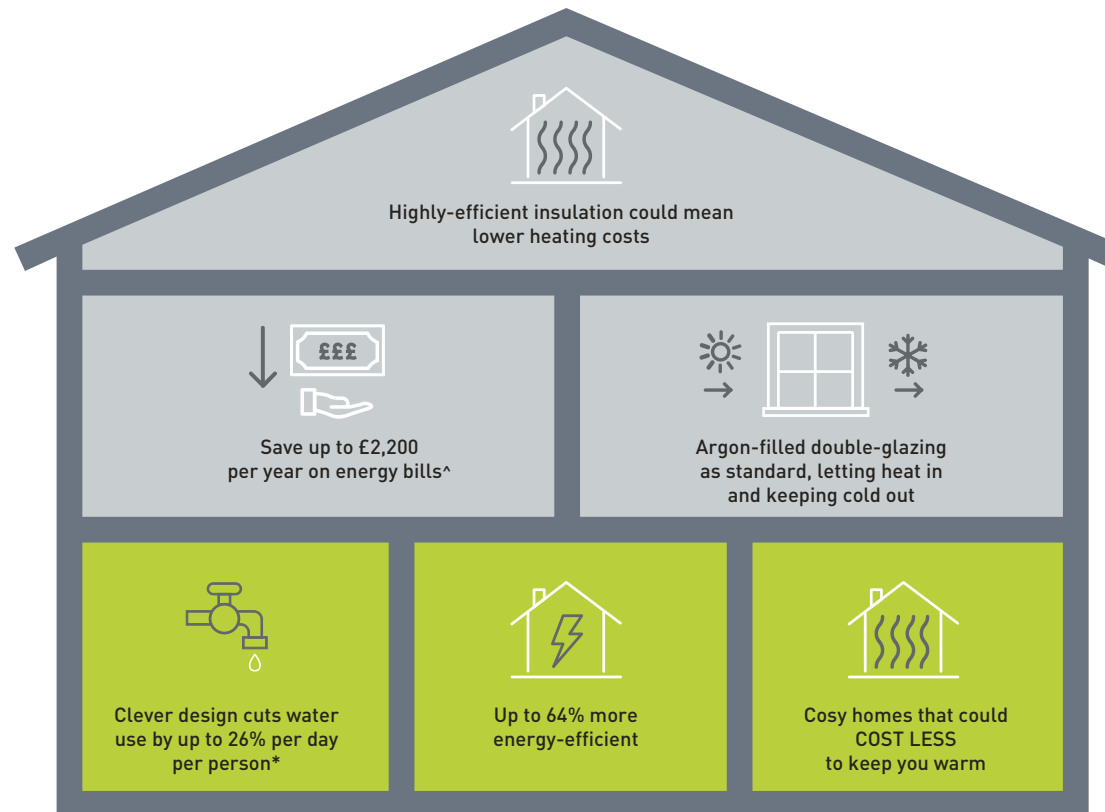 Highly-efficient insulation could mean
lower heating costs
£££
Save up to £2,200
per year on energy bills^
Argon-filled double-glazing
as standard, letting heat in
and keeping cold out
Clever design cuts water
use by up to 26% per day
per person*
Up to 64% more
energy-efficient
Cosy homes that could
COST LESS
to keep you warm